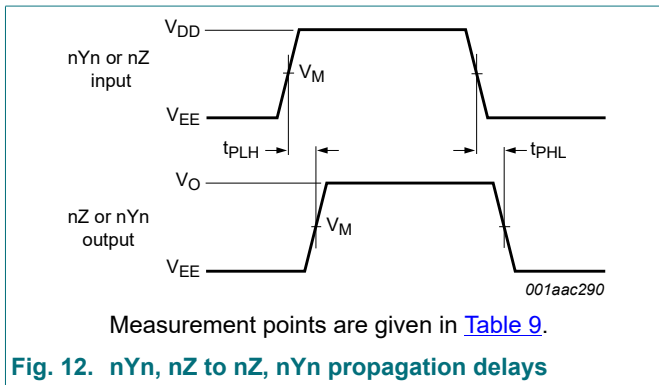 VDD
nYn or nZ
input
VM
VEE
tPLH
tPHL
VO
nZ or nYn
output
VM
VEE
001aac290
Measurement points are given in Table 9.
Fig. 12. nYn, nZ to nZ, nYn propagation delays